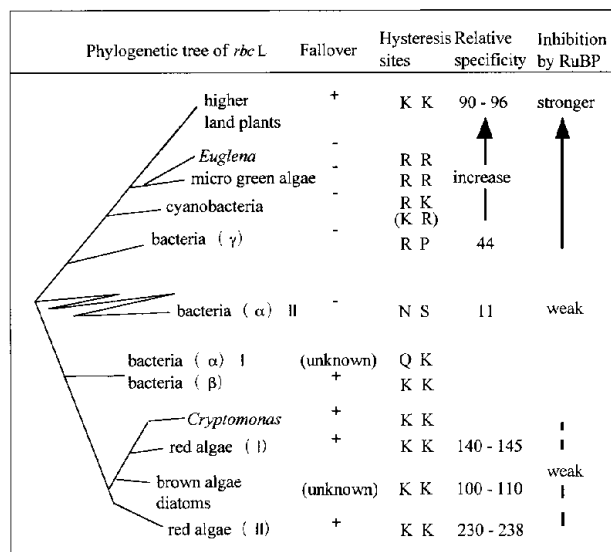 Phylogenetic tree of rbc L Fallover Hysteresis sites Relative specificity Inhibition by RuBP
higher land plants + K K 90 - 96 stronger
Euglena - R R
micro green algae - R R increase
cyanobacteria - R K
(K R)
bacteria ( γ ) - R P 44
bacteria ( α ) II - N S 11 weak
bacteria ( α ) I (unknown) Q K
bacteria ( β ) + K K
Cryptomonas + K K
red algae ( I ) + K K 140 - 145
weak
brown algae diatoms (unknown) K K 100 - 110
red algae ( II ) + K K 230 - 238